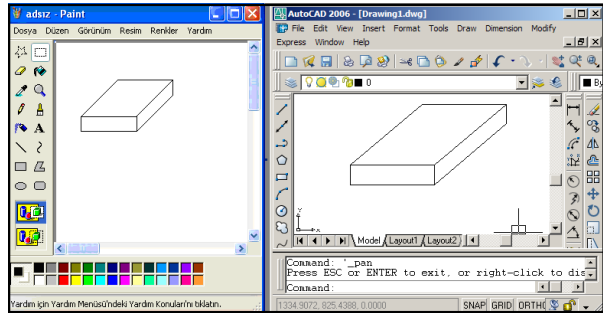 adsız - Paint
Dosya Düzen Görünüm Resim Renkler Yardım
A
Yardım için Yardım Menüsü'ndeki Yardım Konuları'nı tıklatın.
AutoCAD 2006 - [Drawing1.dwg]
File Edit View Insert Format Tools Draw Dimension Modify
Express Window Help
0
By
Y
X
Model Layout1 Layout2
Command: '_pan
Press ESC or ENTER to exit, or right-click to dis
Command:
1334.9072, 825.4388, 0.0000 SNAP GRID ORTHO